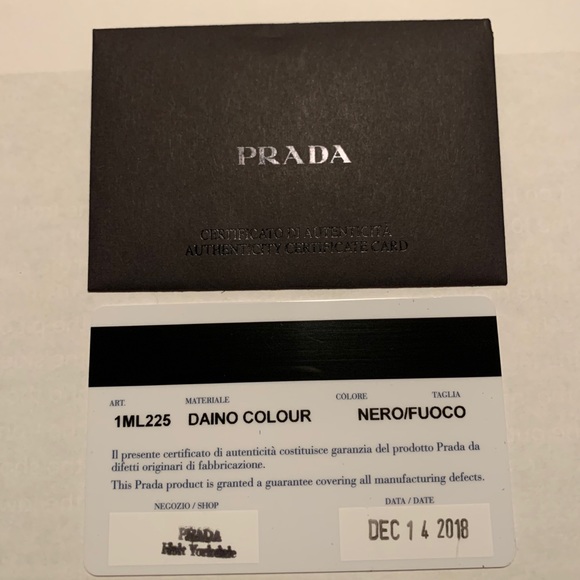 PRADA
CERTIFICATO DI AUTENTICITÀ
AUTHENTICITY CERTIFICATE CARD
ART. MATERIALE COLORE TAGLIA
1ML225 DAINO COLOUR NERO/FUOCO
Il presente certificato di autenticità costituisce garanzia del prodotto Prada da
difetti originari di fabbricazione.
This Prada product is granted a guarantee covering all manufacturing defects.
NEGOZIO / SHOP DATA / DATE
PRADA DEC 14 2018
Yorkdale